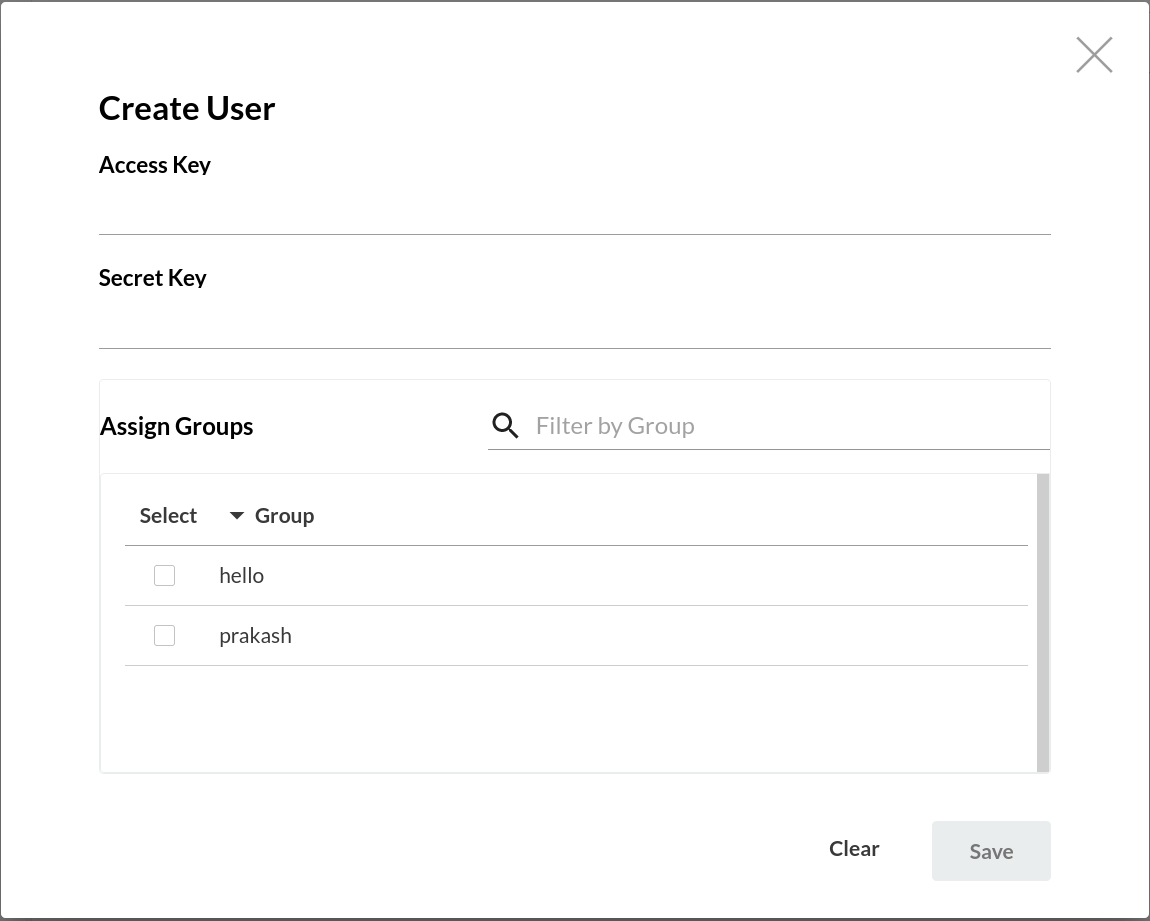 Create User
Access Key
Secret Key
Assign Groups Filter by Group
Select Group
hello
prakash
Clear Save